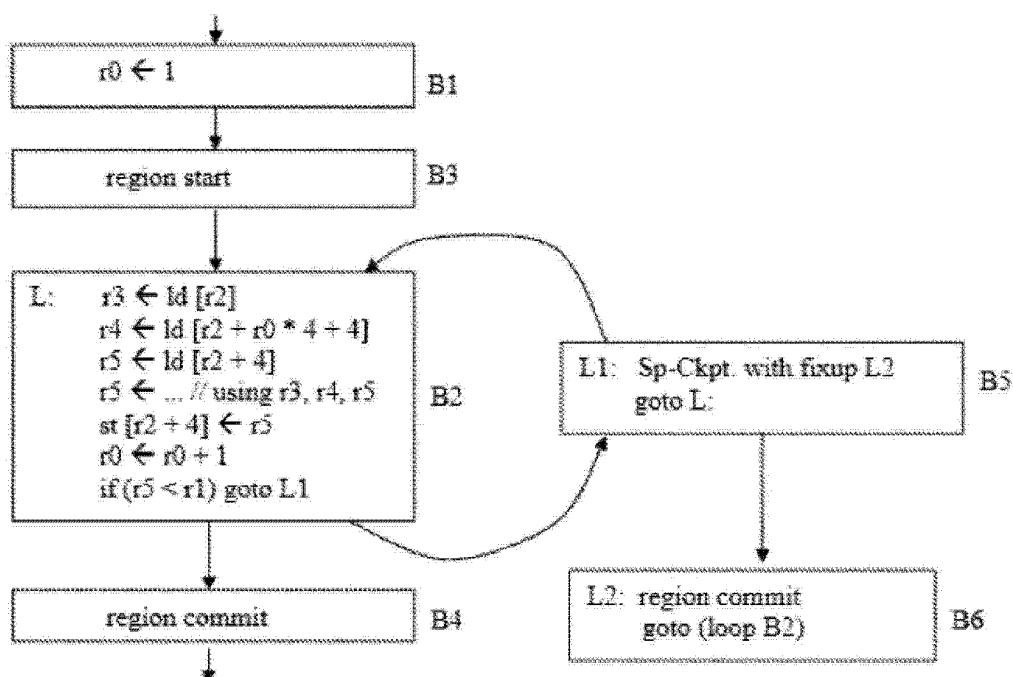 r0 ← 1
B1
region start
B3
L: r3 ← ld [r2]
r4 ← ld [r2 + r0 * 4 + 4]
r5 ← ld [r2 + 4]
r5 ← ... // using r3, r4, r5
st [r2 + 4] ← r5
r0 ← r0 + 1
if (r5 < r1) goto L1
B2
L1: Sp-Ckpt. with fixup L2
goto L:
B5
region commit
B4
L2: region commit
goto (loop B2)
B6